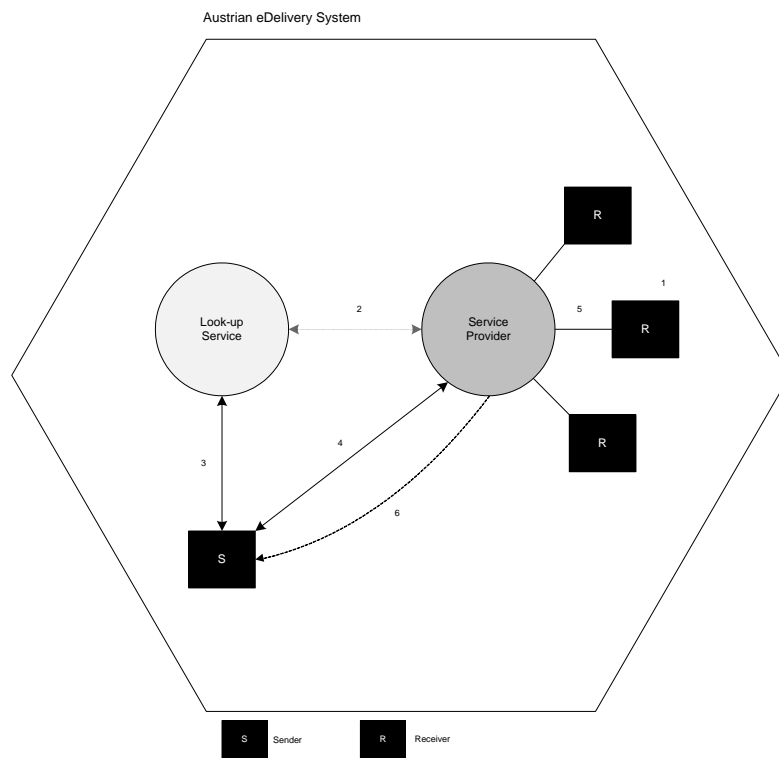 Austrian eDelivery System
R
1
2
5
Look-up
Service
Service
Provider
R
4
R
3
6
S
S
Sender
R
Receiver